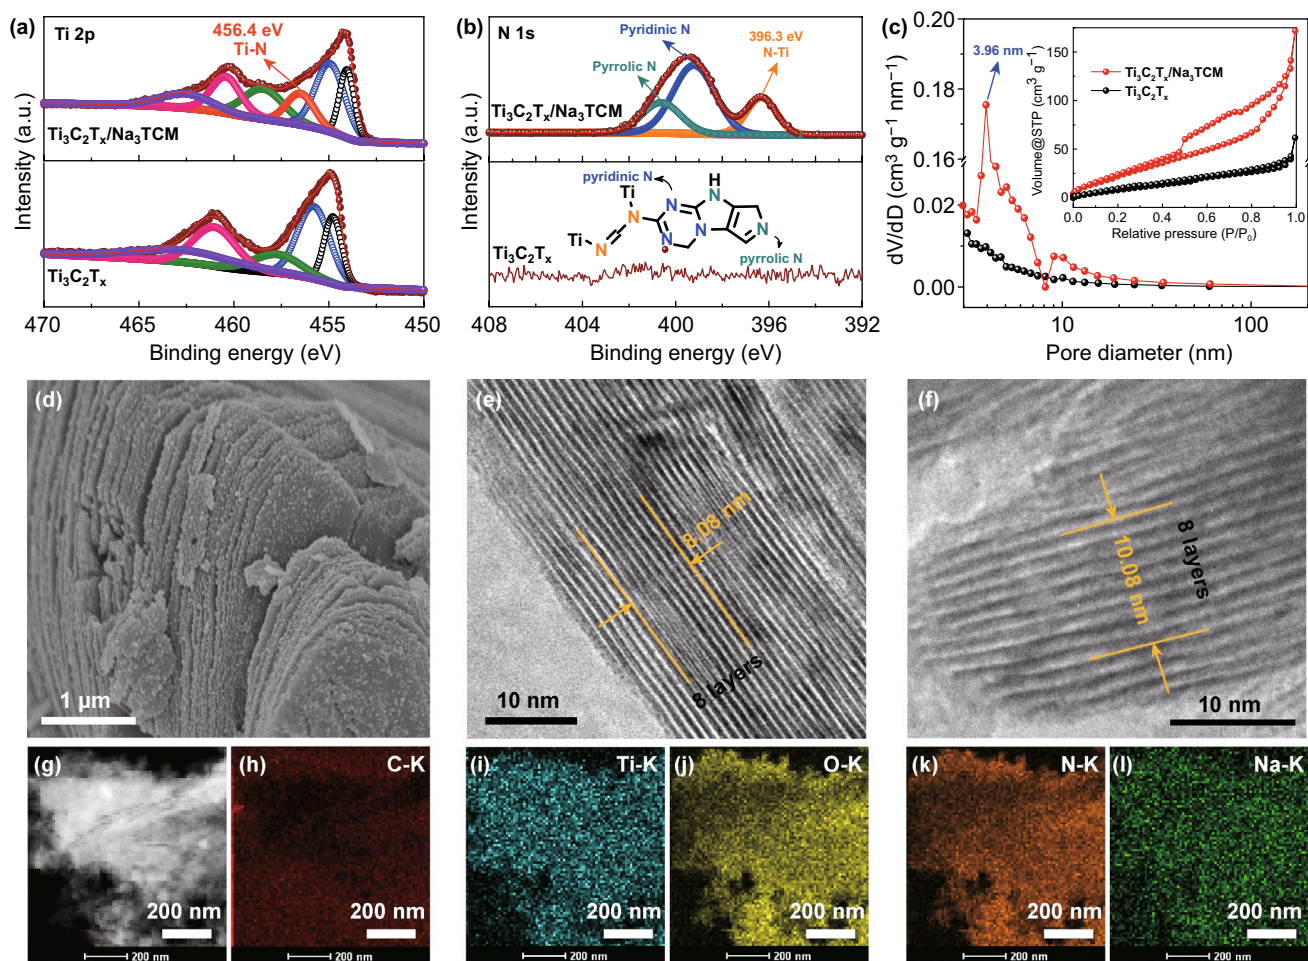 (a)
Ti 2p
456.4 eV
Ti-N
Ti₃C₂Tₓ/Na₃TCM
Ti₃C₂Tₓ
Intensity (a.u.)
470
465
460
455
450
Binding energy (eV)
(b)
N 1s
Pyridinic N
Pyrrolic N
396.3 eV
N-Ti
Ti₃C₂Tₓ/Na₃TCM
pyridinic N
Ti
N
Ti
N
N
N
N
H
N
N
pyrrolic N
Ti₃C₂Tₓ
Intensity (a.u.)
408
404
400
396
392
Binding energy (eV)
(c)
3.96 nm
dV/dD (cm³ g⁻¹ nm⁻¹)
0.20
0.18
0.16
0.02
0.00
10
100
Pore diameter (nm)
Volume@STP (cm³ g⁻¹)
150
100
50
0
0.0
0.2
0.4
0.6
0.8
1.0
Relative pressure (P/P₀)
Ti₃C₂Tₓ/Na₃TCM
Ti₃C₂Tₓ
(d)
1 µm
(e)
8.08 nm
8 layers
10 nm
(f)
10.08 nm
8 layers
10 nm
(g)
200 nm
200 nm
(h)
C-K
200 nm
(i)
Ti-K
200 nm
200 nm
(j)
O-K
200 nm
200 nm
(k)
N-K
200 nm
200 nm
(l)
Na-K
200 nm
200 nm
200 nm